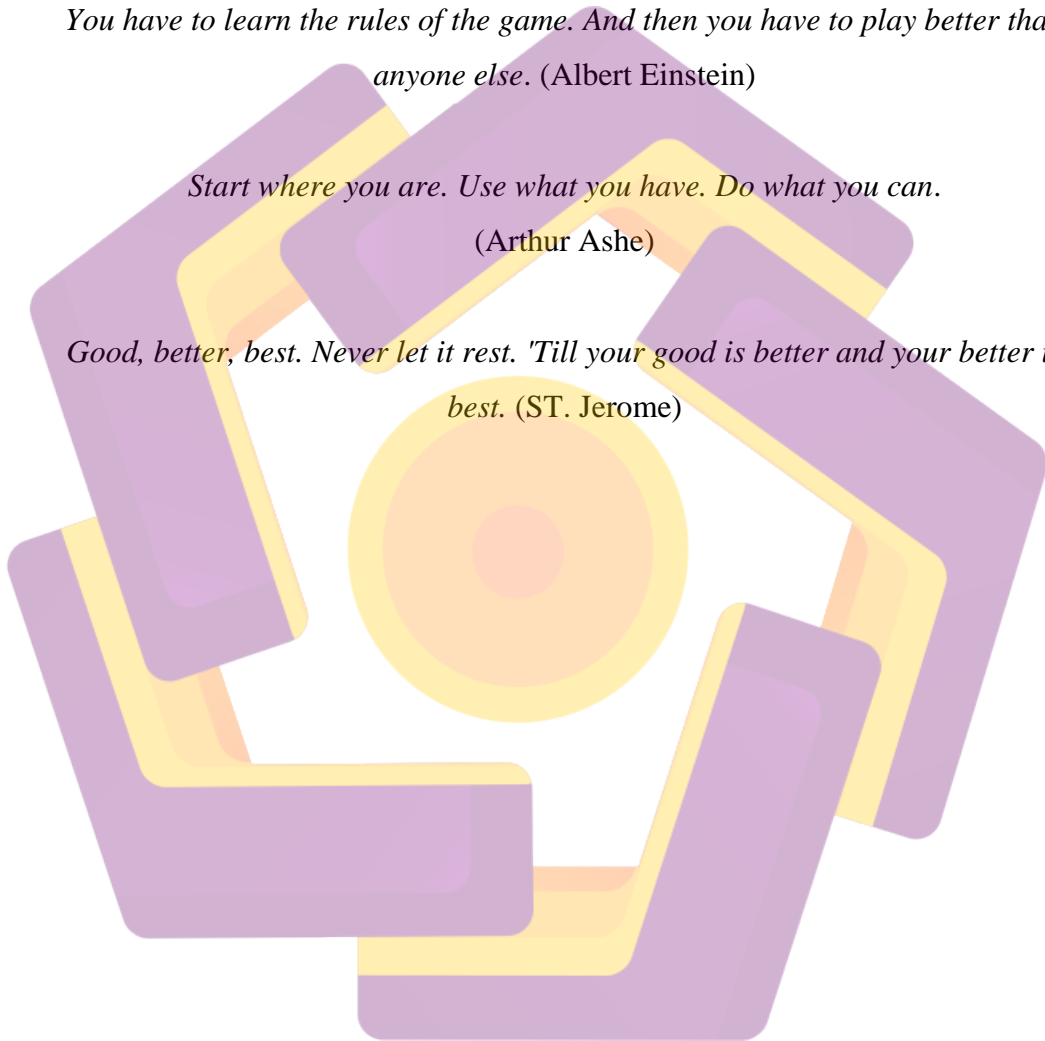 You have to learn the rules of the game. And then you have to play better tha
anyone else. (Albert Einstein)
Start where you are. Use what you have. Do what you can.
(Arthur Ashe)
Good, better, best. Never let it rest. 'Till your good is better and your better
best. (ST. Jerome)